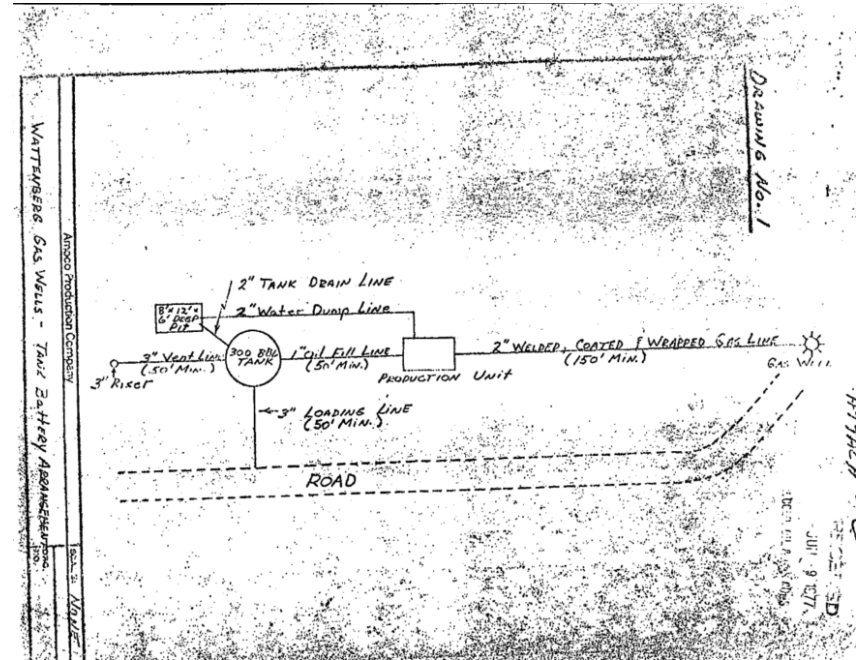 DRAWING No. 1
2" TANK DRAIN LINE
8'x12'x
6' DEEP
Pit
2" Water Dump Line
3" Vent Line
(50' Min.)
300 BBL
TANK
1" Oil Fill Line
(50' Min.)
2" WELDED, COATED & WRAPPED GAS LINE
(150' Min.)
GAS WELL
3" Riser
PRODUCTION UNIT
3" LOADING LINE
(50' Min.)
ROAD
Amoco Production Company
WATTENBERG GAS WELLS - TANK BATTERY ARRANGEMENT
SCALE NONE
DWG.
NO.
JUN 9 1977